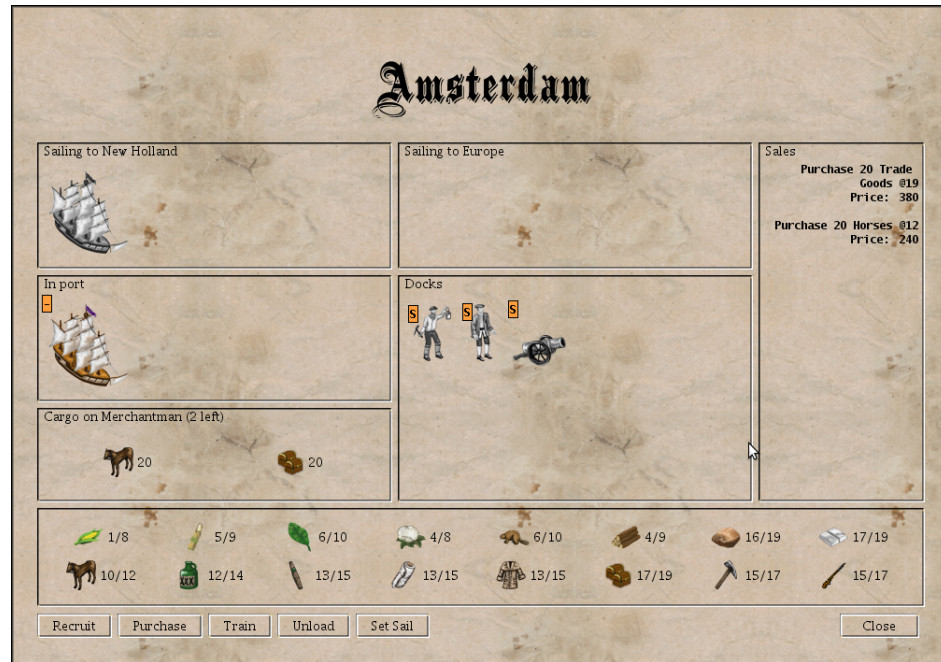 Amsterdam
Sailing to New Holland
Sailing to Europe
Sales
Purchase 20 Trade
Goods @19
Price: 380
Purchase 20 Horses @12
Price: 240
In port
-
Docks
S S S
Cargo on Merchantman (2 left)
20 20
1/8 5/9 6/10 4/8 6/10 4/9 16/19 17/19
10/12 12/14 13/15 13/15 13/15 17/19 15/17 15/17
Recruit Purchase Train Unload Set Sail Close